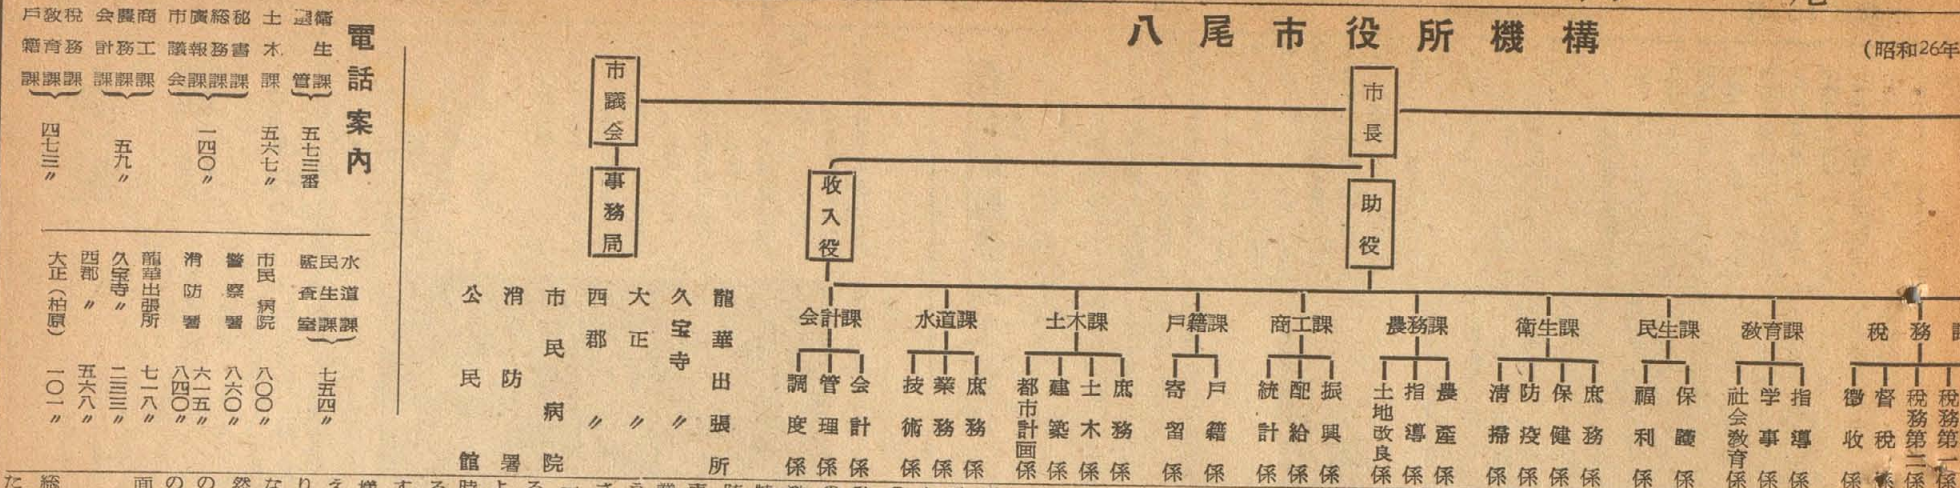 八尾市役所機構
(昭和26年
市長
市議会
事務局
助役
収入役
税務
徴収係
督税係
税務第二係
税務第一
教育課
指導係
学事係
社会教育係
民生課
保護係
福利係
衛生課
庶務係
保健係
防疫係
清掃係
農務課
農産係
指導係
土地改良係
商工課
振興係
配給係
統計係
戸籍課
戸籍係
寄留係
土木課
庶務係
土木係
建築係
都市計画係
水道課
庶務係
業務係
技術係
会計課
会計係
管理係
調度係
龍華出張所
久宝寺〃
大正〃
西郡〃
市民病院
消防署
公民館
電話案内
衛生課
五七三番
土木課 五六七〃
秘書課
総務課
広報課
市議会
一四〇〃
商工課
農務課
会計課
五九〃
税務課
教育課
戸籍課
四七三〃
水道課
民生課
監査室
七五四〃
市民病院 八〇〇〃
警察署 八六〇〃
消防署 六一五〃
八四〇〃
龍華出張所 七一八〃
久宝寺〃 二三三〃
西郡〃 五六八〃
大正(柏原) 一〇一〃